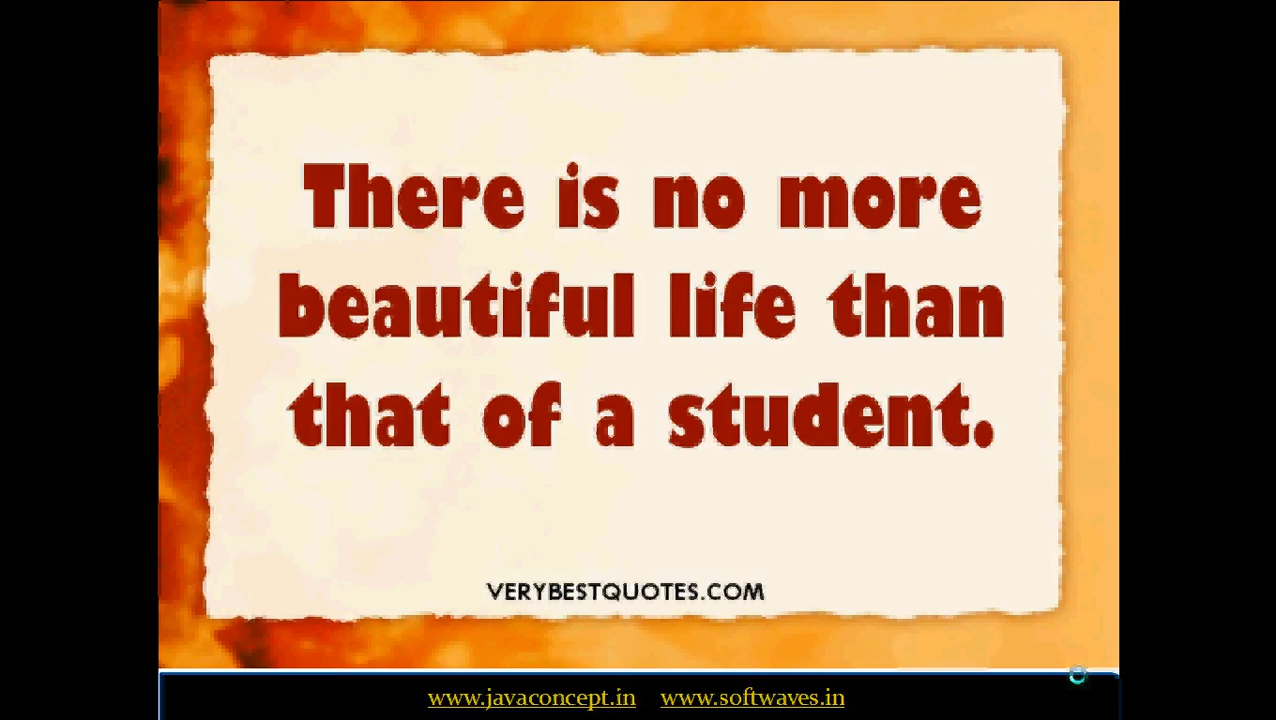 There is no more
beautiful life than
that of a student.
VERYBESTQUOTES.COM
www.javaconcept.in www.softwaves.in